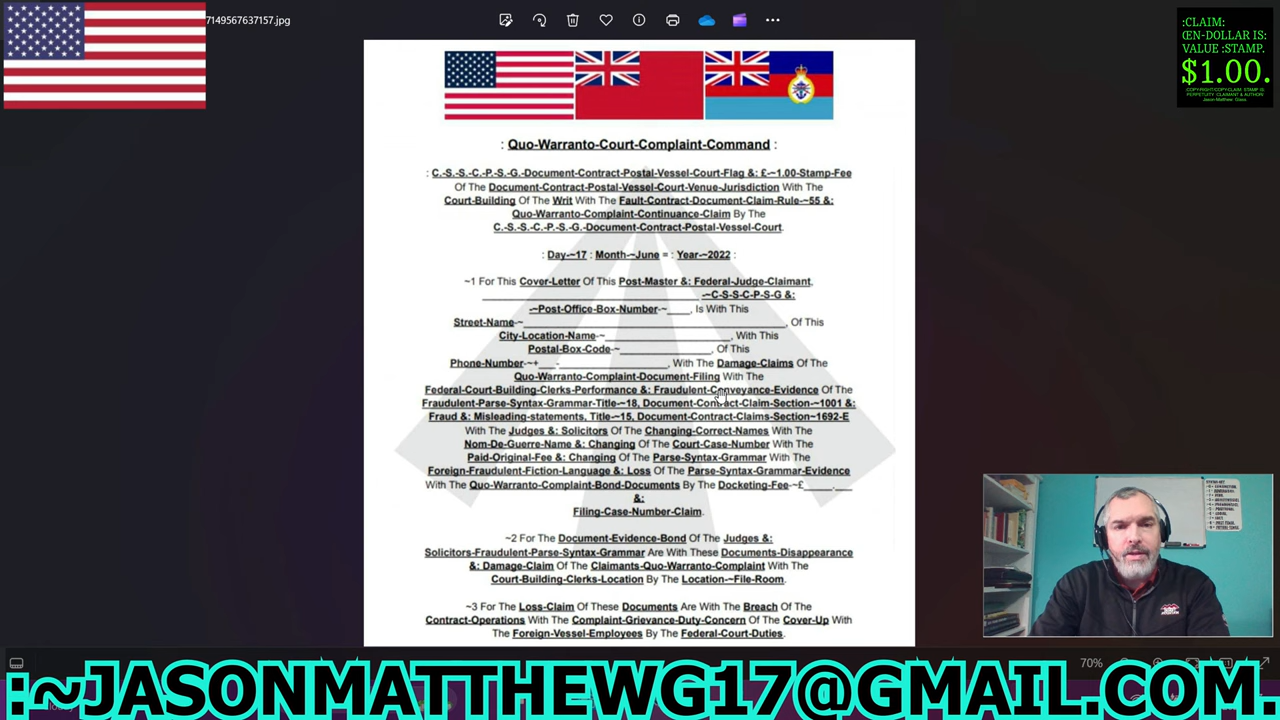 7149567637157.jpg
:CLAIM:
ŒN-DOLLAR IS:
VALUE :STAMP.
$1.00.
: Quo-Warranto-Court-Complaint-Command :
: C.-S.-S.-C.-P.-S.-G.-Document-Contract-Postal-Vessel-Court-Flag &: £-~1.00-Stamp-Fee
Of The Document-Contract-Postal-Vessel-Court-Venue-Jurisdiction With The
Court-Building Of The Writ With The Fault-Contract-Document-Claim-Rule-~55 &:
Quo-Warranto-Complaint-Continuance-Claim By The
C.-S.-S.-C.-P.-S.-G.-Document-Contract-Postal-Vessel-Court.
: Day-~17 : Month-~June = : Year-~2022 :
~1 For This Cover-Letter Of This Post-Master &: Federal-Judge-Claimant,
-~C-S-S-C-P-S-G &:
-~Post-Office-Box-Number-~____, Is With This
Street-Name-~____, Of This
City-Location-Name-~____, With This
Postal-Box-Code-~____, Of This
Phone-Number-~+___-____, With The Damage-Claims Of The
Quo-Warranto-Complaint-Document-Filing With The
Federal-Court-Building-Clerks-Performance &: Fraudulent-Conveyance-Evidence Of The
Fraudulent-Parse-Syntax-Grammar-Title-~18, Document-Contract-Claim-Section-~1001 &:
Fraud &: Misleading-statements, Title-~15, Document-Contract-Claims-Section~1692-E
With The Judges &: Solicitors Of The Changing-Correct-Names With The
Nom-De-Guerre-Name &: Changing Of The Court-Case-Number With The
Paid-Original-Fee &: Changing Of The Parse-Syntax-Grammar With The
Foreign-Fraudulent-Fiction-Language &: Loss Of The Parse-Syntax-Grammar-Evidence
With The Quo-Warranto-Complaint-Bond-Documents By The Docketing-Fee-~£_____.___
&:
Filing-Case-Number-Claim.
~2 For The Document-Evidence-Bond Of The Judges &:
Solicitors-Fraudulent-Parse-Syntax-Grammar Are With These Documents-Disappearance
&: Damage-Claim Of The Claimants-Quo-Warranto-Complaint With The
Court-Building-Clerks-Location By The Location-~File-Room.
~3 For The Loss-Claim Of These Documents Are With The Breach Of The
Contract-Operations With The Complaint-Grievance-Duty-Concern Of The Cover-Up With
The Foreign-Vessel-Employees By The Federal-Court-Duties.
70%
:~JASONMATTHEWG17@GMAIL.COM.